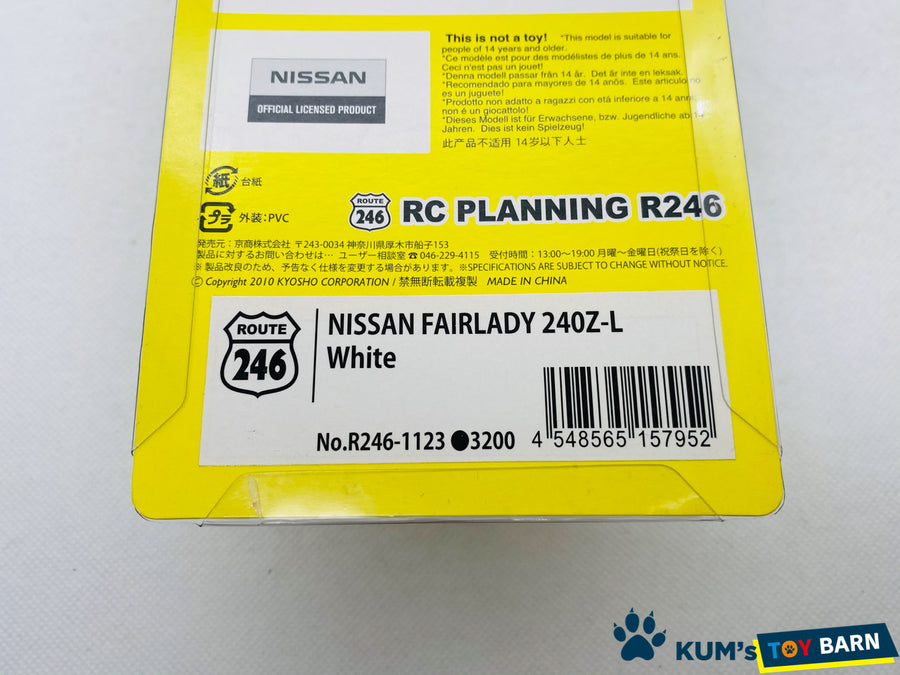 This is not a toy! *This model is suitable for
people of 14 years and older.
*Ce modèle est pour des modélistes de plus de 14 ans.
Ceci n'est pas un jouet!
*Denna modell passar från 14 år. Det är inte en leksak.
*Recomendado para mayores de 14 anõs. Este articulo no
es un juguete!
*Prodotto non adatto a ragazzi con etá inferiore a 14 anni
non é un giocattolo!
*Dieses Modell ist für Erwachsene, bzw. Jugendliche ab 14
Jahren. Dies ist kein Spielzeug!
此产品不适用 14岁以下人士
NISSAN
OFFICIAL LICENSED PRODUCT
紙 台紙
プラ 外装:PVC
ROUTE
246 RC PLANNING R246
発売元:京商株式会社 〒243-0034 神奈川県厚木市船子153
製品に対するお問い合わせは… ユーザー相談室 ☎ 046-229-4115 受付時間:13:00〜19:00 月曜〜金曜日(祝祭日を除く)
※ 製品改良のため、予告なく仕様を変更する場合があります。※SPECIFICATIONS ARE SUBJECT TO CHANGE WITHOUT NOTICE.
© Copyright 2010 KYOSHO CORPORATION / 禁無断転載複製 MADE IN CHINA
ROUTE
246
NISSAN FAIRLADY 240Z-L
White
No.R246-1123 ●3200
4 548565 157952
KUM's TOY BARN